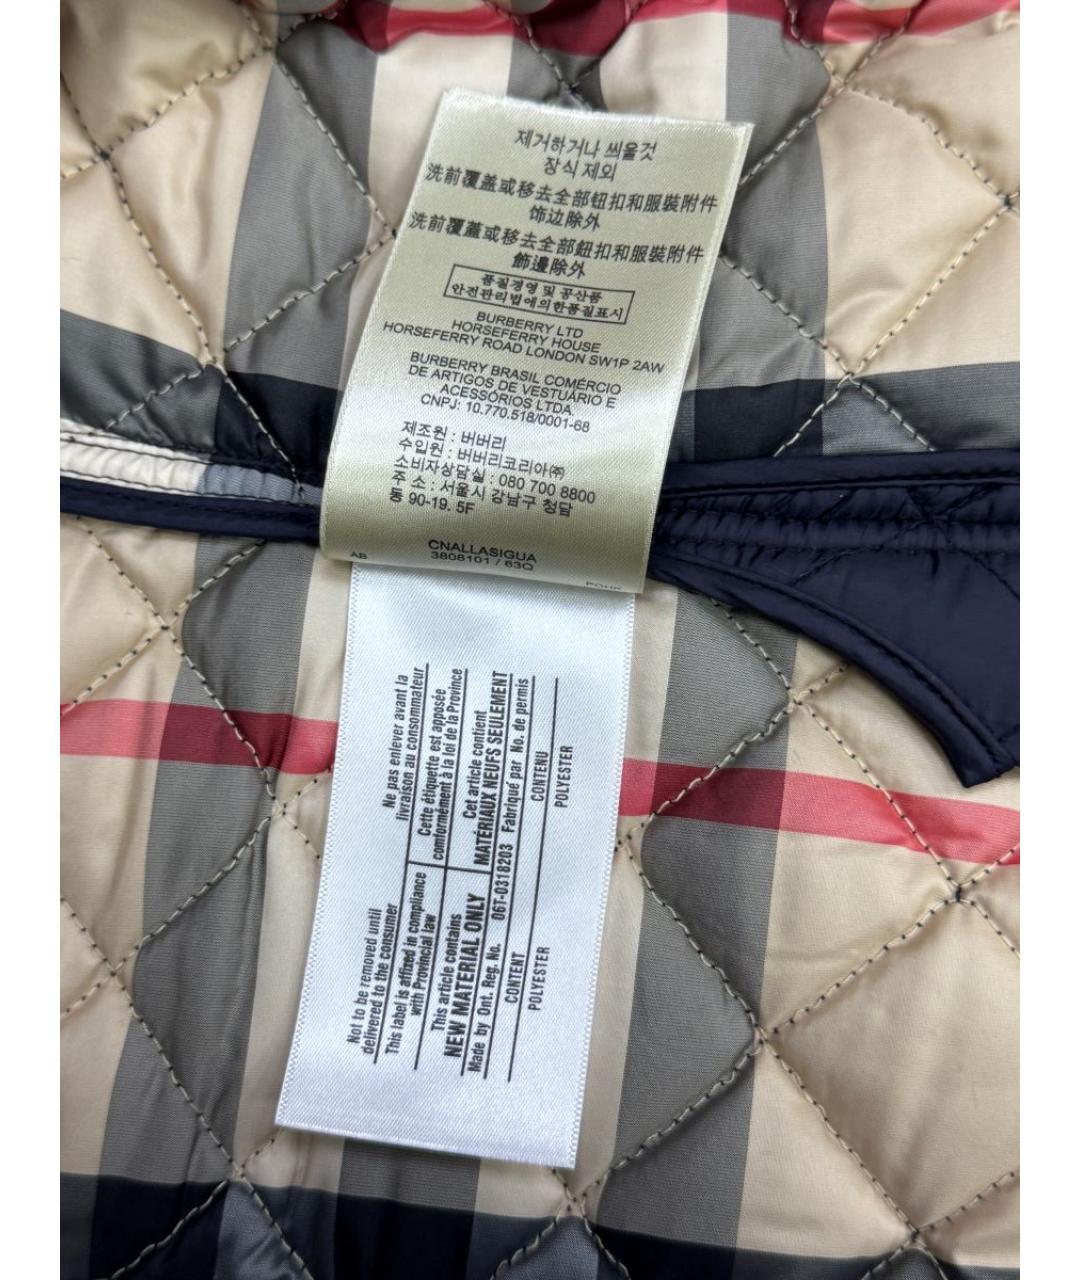 제거하거나 씌울것
장식 제외
洗前覆蓋或移去全部钮扣和服裝附件
饰边除外
洗前覆蓋或移去全部鈕扣和服裝附件
飾邊除外
품질경영 및 공산품
안전관리법에의한품질표시
BURBERRY LTD
HORSEFERRY HOUSE
HORSEFERRY ROAD LONDON SW1P 2AW
BURBERRY BRASIL COMÉRCIO
DE ARTIGOS DE VESTUÁRIO E
ACESSÓRIOS LTDA.
CNPJ: 10.770.518/0001-68
제조원 : 버버리
수입원 : 버버리코리아㈜
소비자상담실 : 080 700 8800
주소 : 서울시 강남구 청담
동 90-19. 5F
CNALLASIGUA
AB 3808101 / 63Q
Not to be removed until
delivered to the consumer
Ne pas enlever avant la
livraison au consommateur
This label is affixed in compliance
with Provincial law
Cette étiquette est apposée
conformément à la loi de la Province
This article contains
NEW MATERIAL ONLY
Cet article contient
MATÉRIAUX NEUFS SEULEMENT
Made by Ont. Reg. No. 06T-0318203 Fabriqué par No. de permis
CONTENT CONTENU
POLYESTER POLYESTER